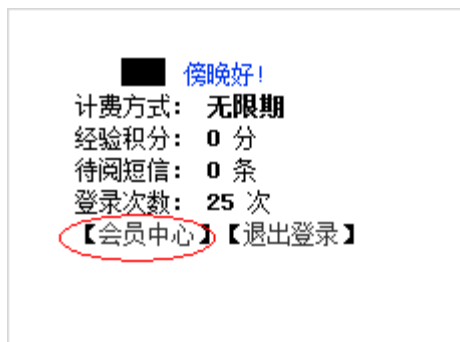 傍晚好!
计费方式： 无限期
经验积分： 0 分
待阅短信： 0 条
登录次数： 25 次
【会员中心】【退出登录】